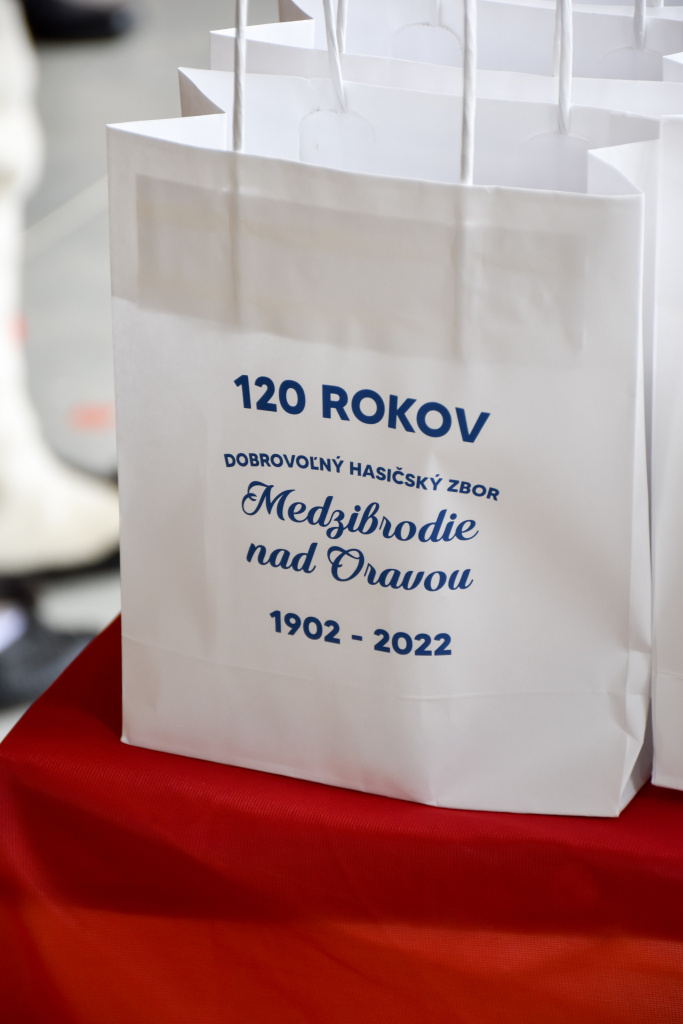 120 ROKOV
DOBROVOĽNÝ HASIČSKÝ ZBOR
Medzibrodie
nad Oravou
1902 - 2022